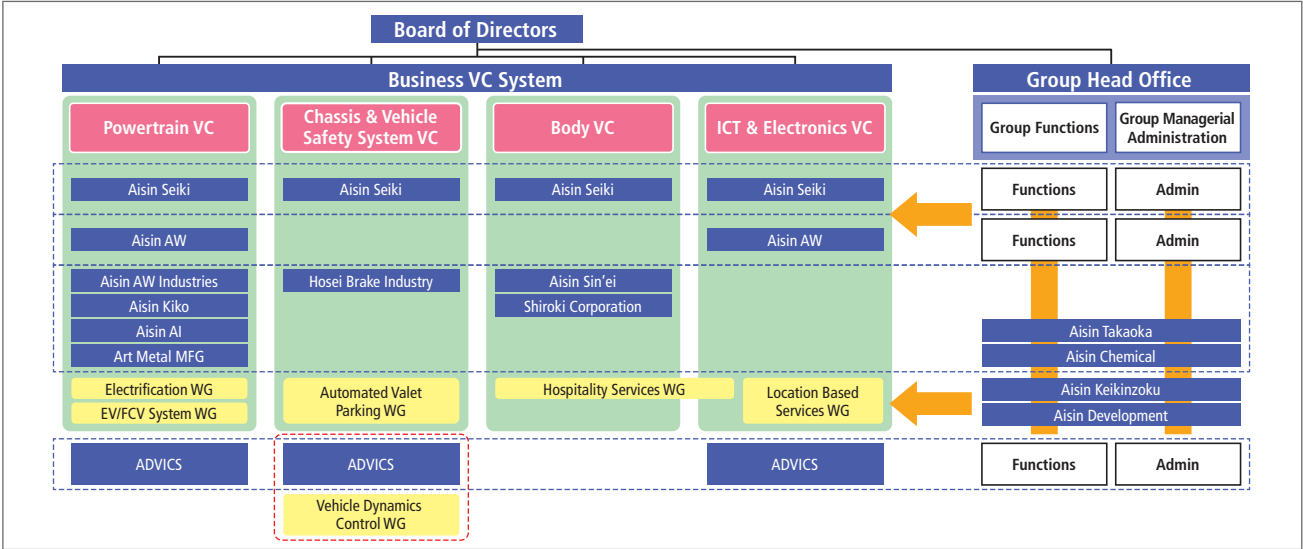 Board of Directors
Business VC System
Group Head Office
Powertrain VC
Chassis & Vehicle
Safety System VC
Body VC
ICT & Electronics VC
Group Functions
Group Managerial
Administration
Aisin Seiki
Aisin Seiki
Aisin Seiki
Aisin Seiki
Functions
Admin
Aisin AW
Aisin AW
Functions
Admin
Aisin AW Industries
Hosei Brake Industry
Aisin Sin'ei
Aisin Kiko
Shiroki Corporation
Aisin AI
Aisin Takaoka
Art Metal MFG
Aisin Chemical
Electrification WG
EV/FCV System WG
Automated Valet
Parking WG
Hospitality Services WG
Location Based
Services WG
Aisin Keikinzoku
Aisin Development
ADVICS
ADVICS
ADVICS
Functions
Admin
Vehicle Dynamics
Control WG